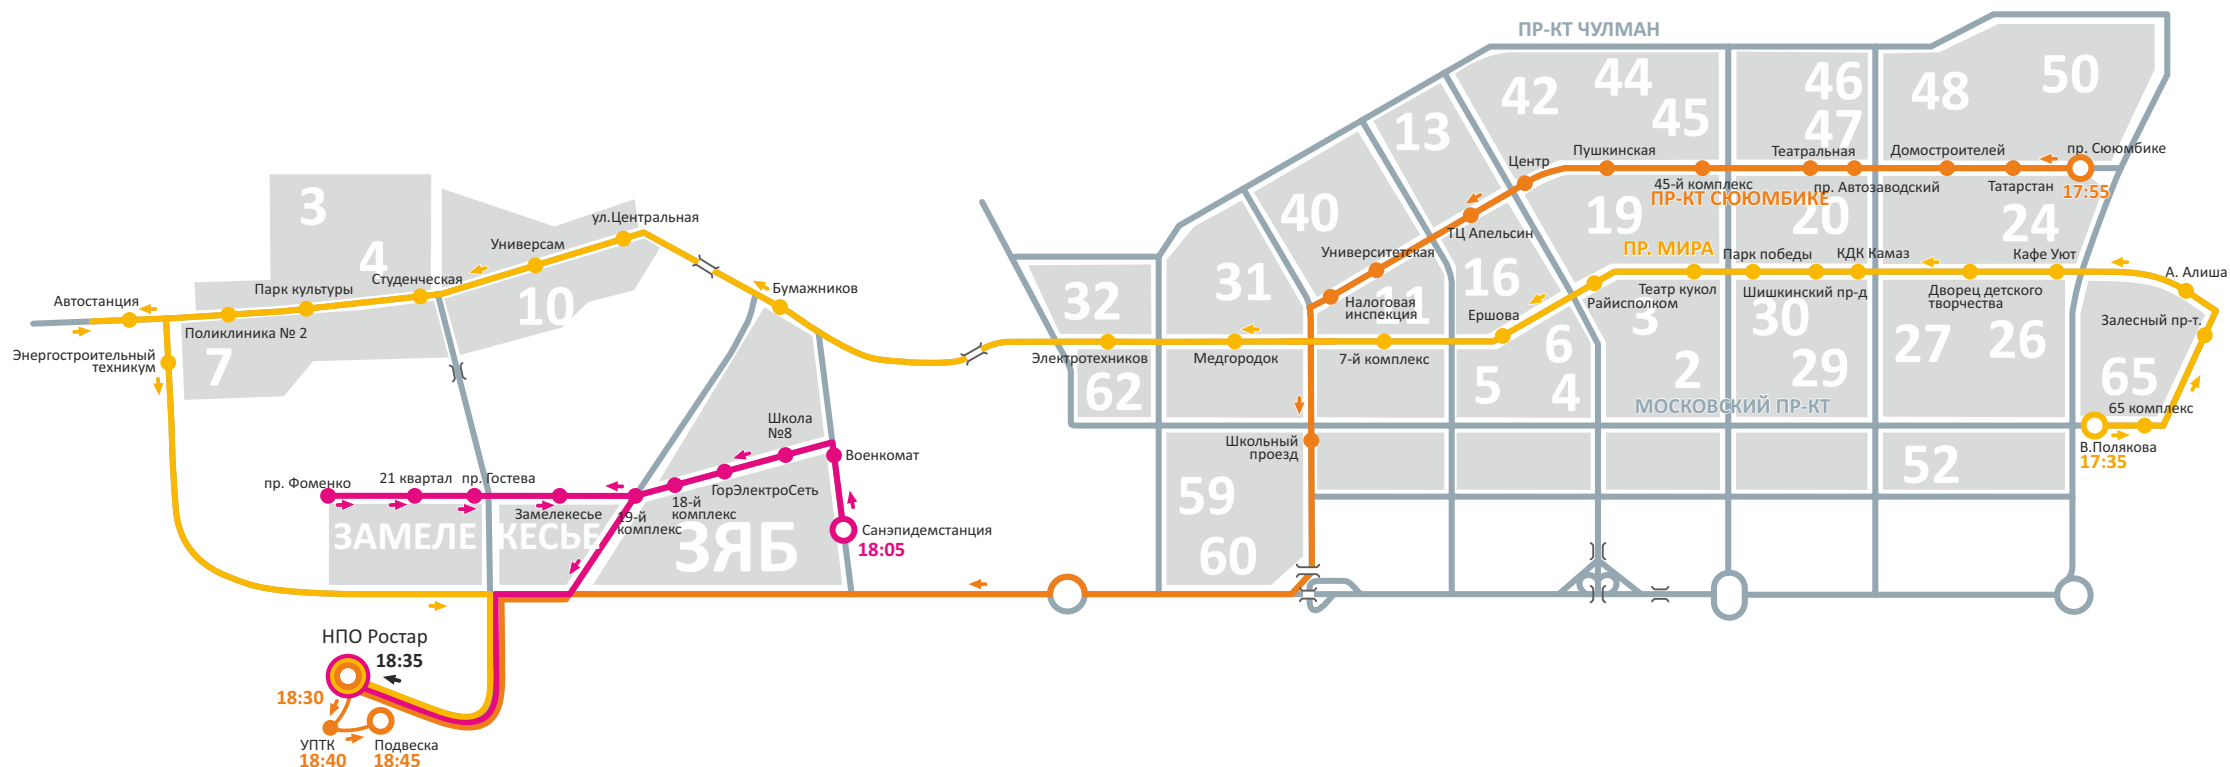 ПР-КТ ЧУЛМАН
42
44
45
46
47
48
50
13
40
31
32
62
16
11
19
20
24
3
30
2
29
27
26
65
5
6
4
52
59
60
Центр
Пушкинская
45-й комплекс
ПР-КТ СЮЮМБИКЕ
Театральная
пр. Автозаводский
Домостроителей
Татарстан
пр. Сююмбике
17:55
ТЦ Апельсин
Университетская
Налоговая
инспекция
Школьный
проезд
ПР. МИРА
Парк победы
КДК Камаз
Кафе Уют
А. Алиша
Залесный пр-т.
65 комплекс
В.Полякова
17:35
Дворец детского
творчества
Шишкинский пр-д
Театр кукол
Райисполком
Ершова
7-й комплекс
Медгородок
Электротехников
МОСКОВСКИЙ ПР-КТ
3
4
7
10
ул.Центральная
Универсам
Студенческая
Парк культуры
Поликлиника № 2
Автостанция
Энергостроительный
техникум
Бумажников
Школа
№8
Военкомат
ГорЭлектроСеть
18-й
комплекс
19-й
комплекс
Санэпидемстанция
18:05
пр. Фоменко
21 квартал
пр. Гостева
Замелекесье
ЗАМЕЛЕ КЕСЬЕ
ЗЯБ
НПО Ростар
18:35
18:30
УПТК
18:40
Подвеска
18:45